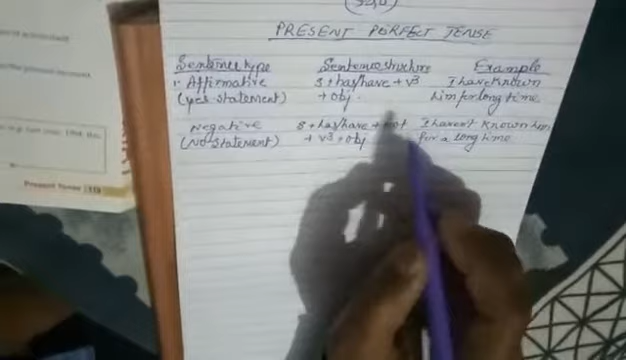 PRESENT PERFECT TENSE
Sentence type Sentence structure Example
1. Affirmative S + has/have + v3 I have known
(yes statement) + obj. him for long time
Negative S + has/have + not I haven't known him
(No statement) + v3 + obj for a long time
Present Tense